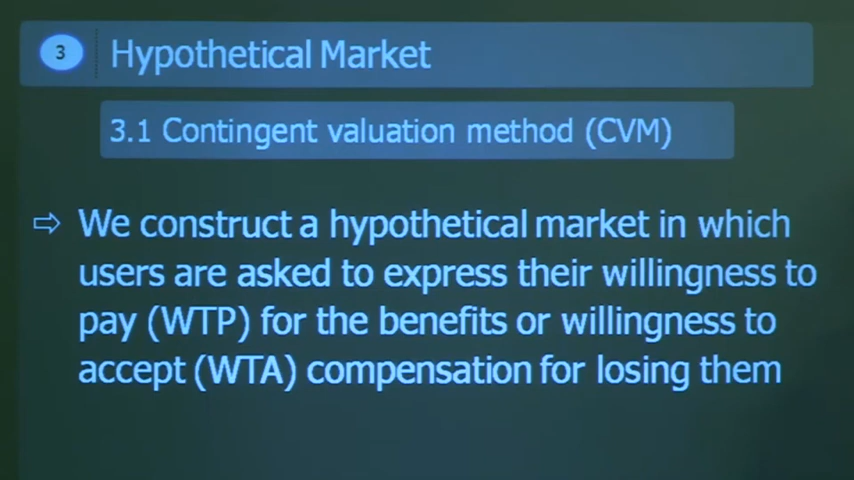 3
Hypothetical Market
3.1 Contingent valuation method (CVM)
⇨ We construct a hypothetical market in which
users are asked to express their willingness to
pay (WTP) for the benefits or willingness to
accept (WTA) compensation for losing them